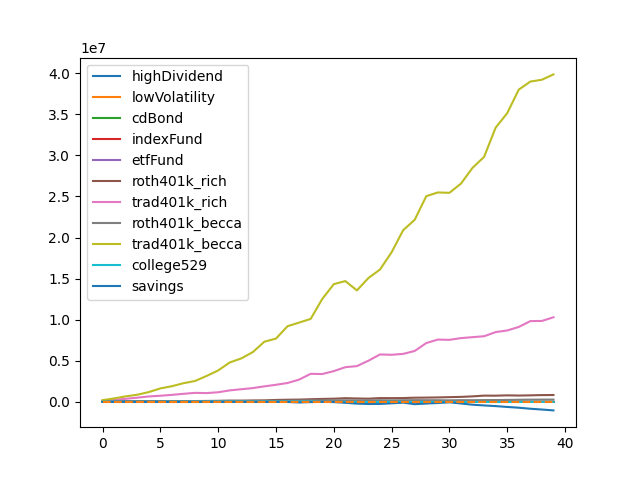 1e7
4.0
3.5
3.0
2.5
2.0
1.5
1.0
0.5
0.0
highDividend
lowVolatility
cdBond
indexFund
etfFund
roth401k_rich
trad401k_rich
roth401k_becca
trad401k_becca
college529
savings
0 5 10 15 20 25 30 35 40